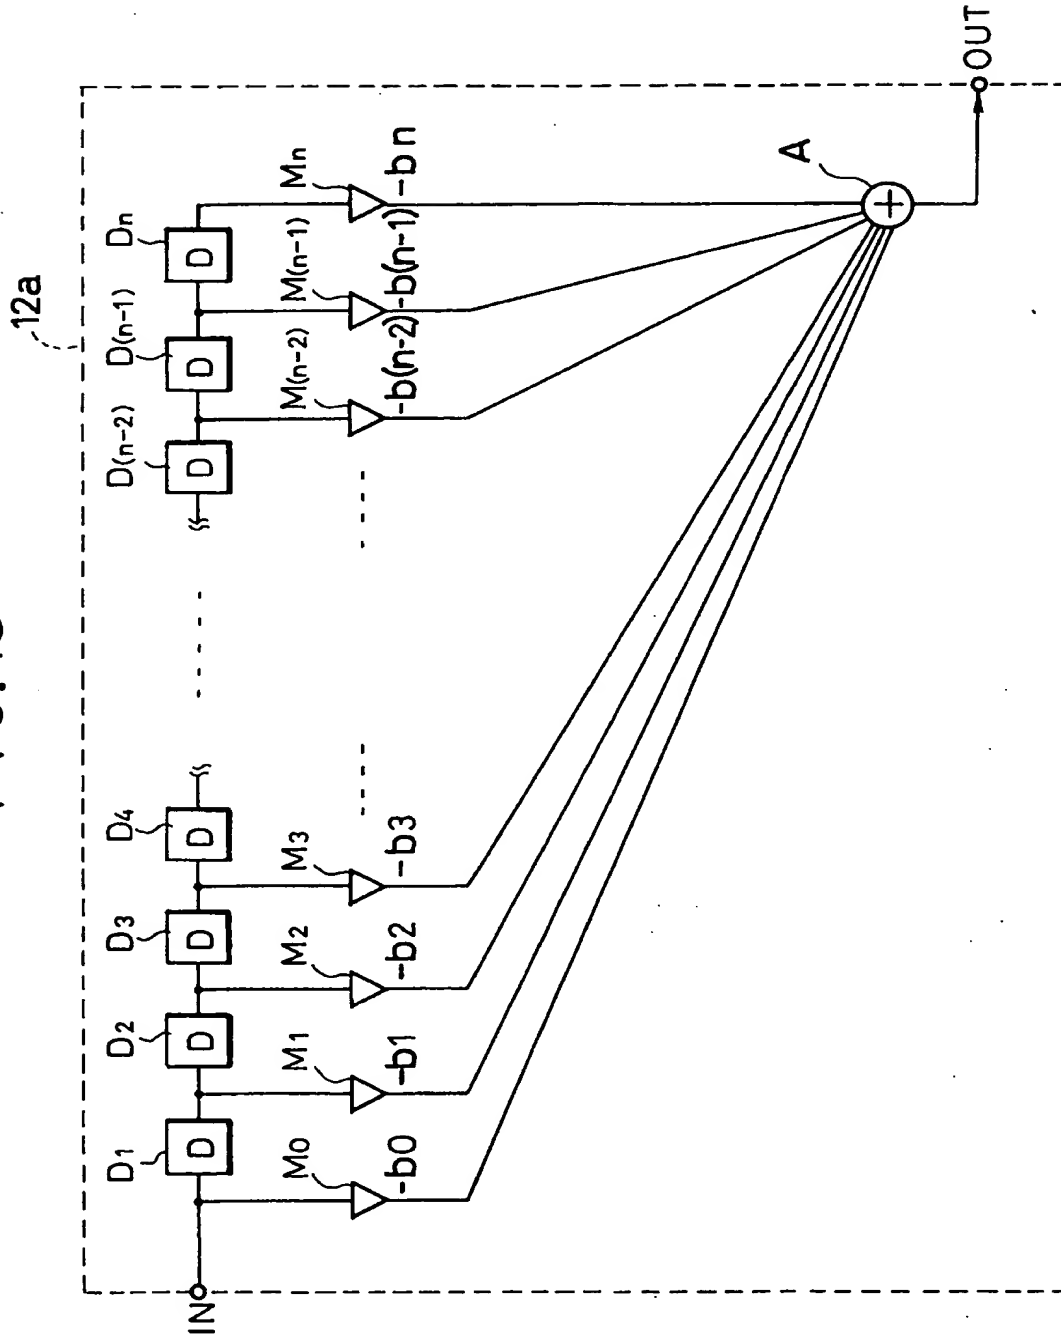 12a
D1 D2 D3 D4 D(n-2) D(n-1) Dn
D D D D D D D
IN
M0 M1 M2 M3 M(n-2) M(n-1) Mn
-b0 -b1 -b2 -b3 -b(n-2) -b(n-1) -bn
A
+
OUT